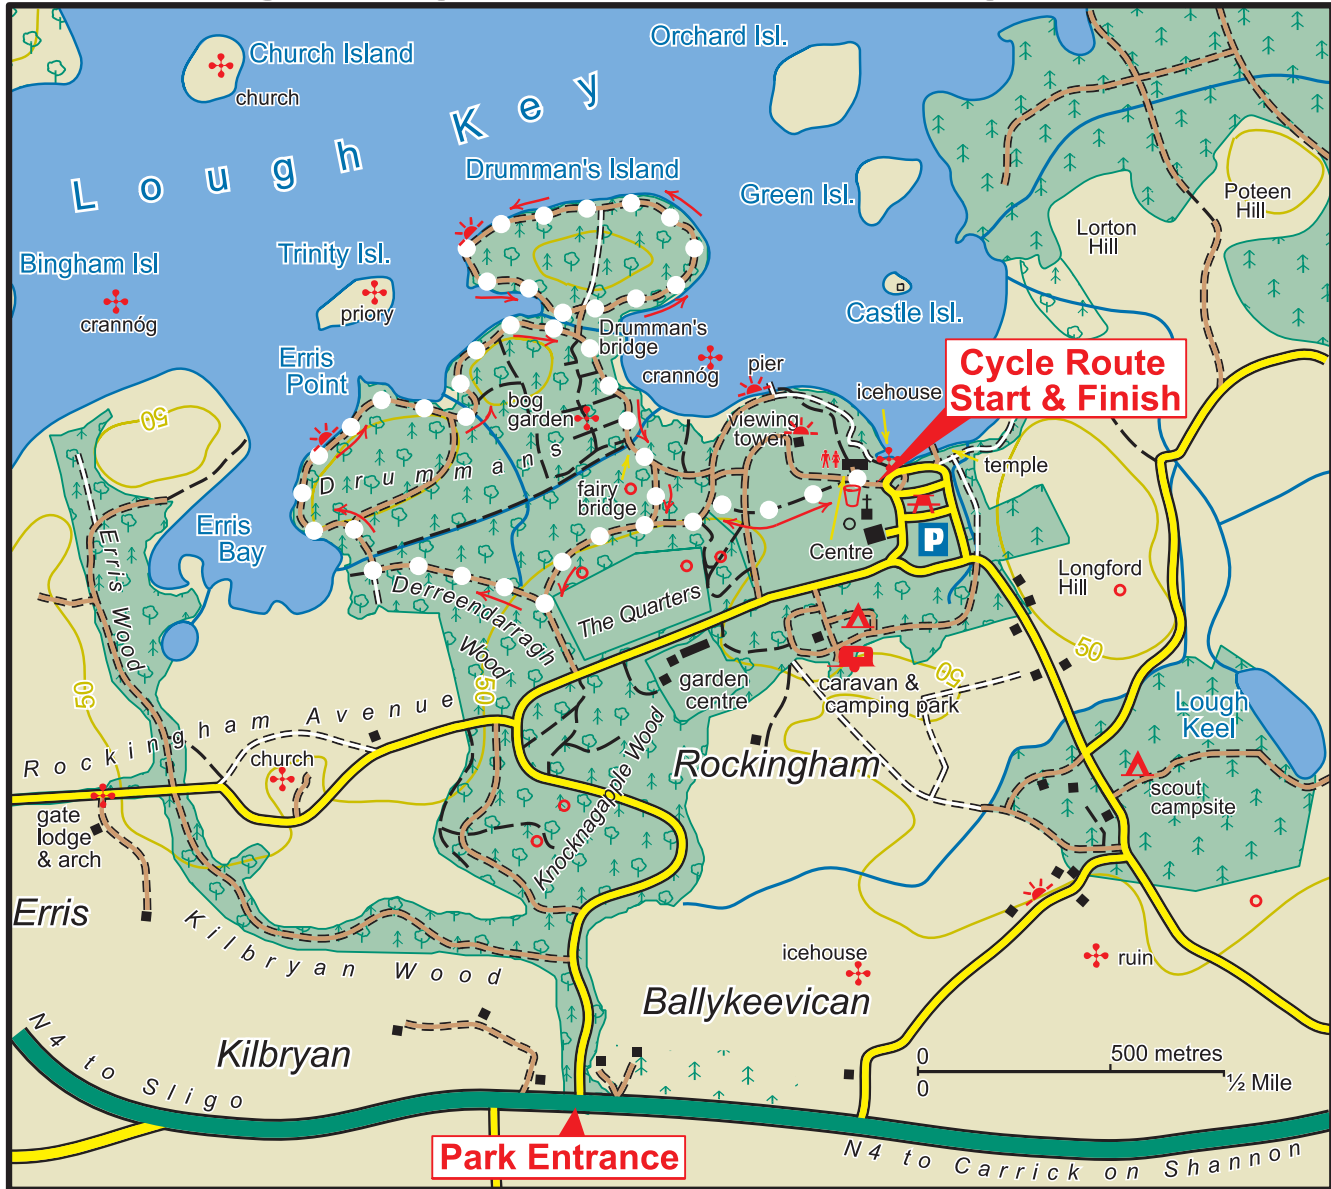 Church Island
church
Orchard Isl.
Lough Key
Drumman's Island
Green Isl.
Poteen
Hill
Lorton
Hill
Bingham Isl
crannóg
Trinity Isl.
priory
Castle Isl.
Drumman's
bridge
crannóg
pier
icehouse
Cycle Route
Start & Finish
Erris
Point
bog
garden
viewing
tower
temple
50
Drummans
fairy
bridge
Centre
P
Erris
Bay
Erris Wood
Longford
Hill
Derreendarragh
Wood
The Quarters
50
50
50
50
garden
centre
caravan &
camping park
Lough
Keel
Rockingham Avenue
church
Knocknagapple Wood
Rockingham
scout
campsite
gate
lodge
& arch
Erris
Kilbryan Wood
icehouse
ruin
Ballykeevican
Kilbryan
N4 to Sligo
0
500 metres
0
½ Mile
Park Entrance
N4 to Carrick on Shannon